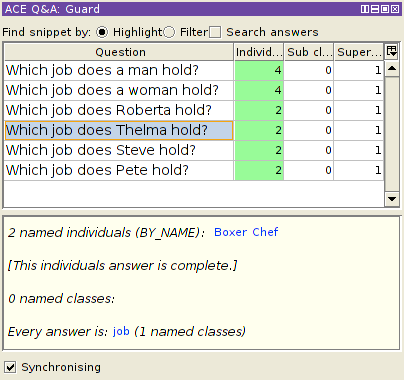 ACE Q&A: Guard
Find snippet by: Highlight Filter Search answers
Question Individ... Sub cl... Super...
Which job does a man hold? 4 0 1
Which job does a woman hold? 4 0 1
Which job does Roberta hold? 2 0 1
Which job does Thelma hold? 2 0 1
Which job does Steve hold? 2 0 1
Which job does Pete hold? 2 0 1
2 named individuals (BY_NAME): Boxer Chef
[This individuals answer is complete.]
0 named classes:
Every answer is: job (1 named classes)
Synchronising